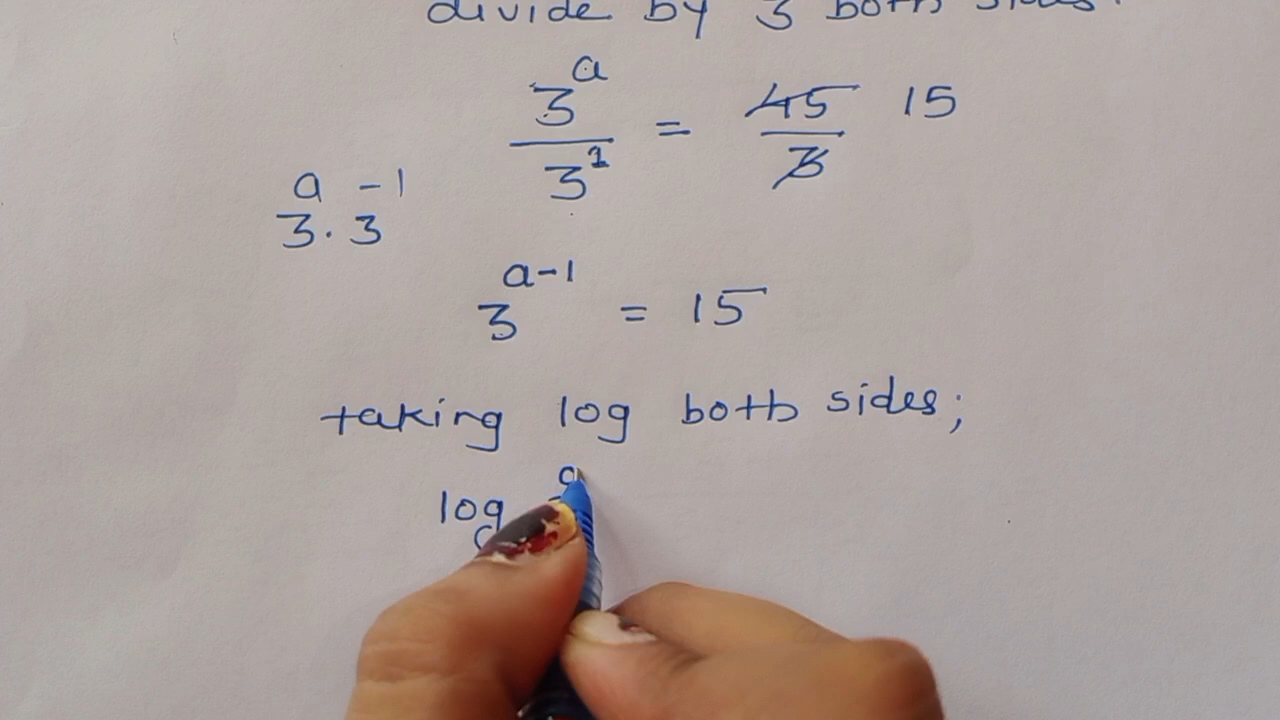 divide by 3 both sides.
3^a / 3^1 = 45 / 3 15
3^a . 3^-1
3^a-1 = 15
taking log both sides;
log